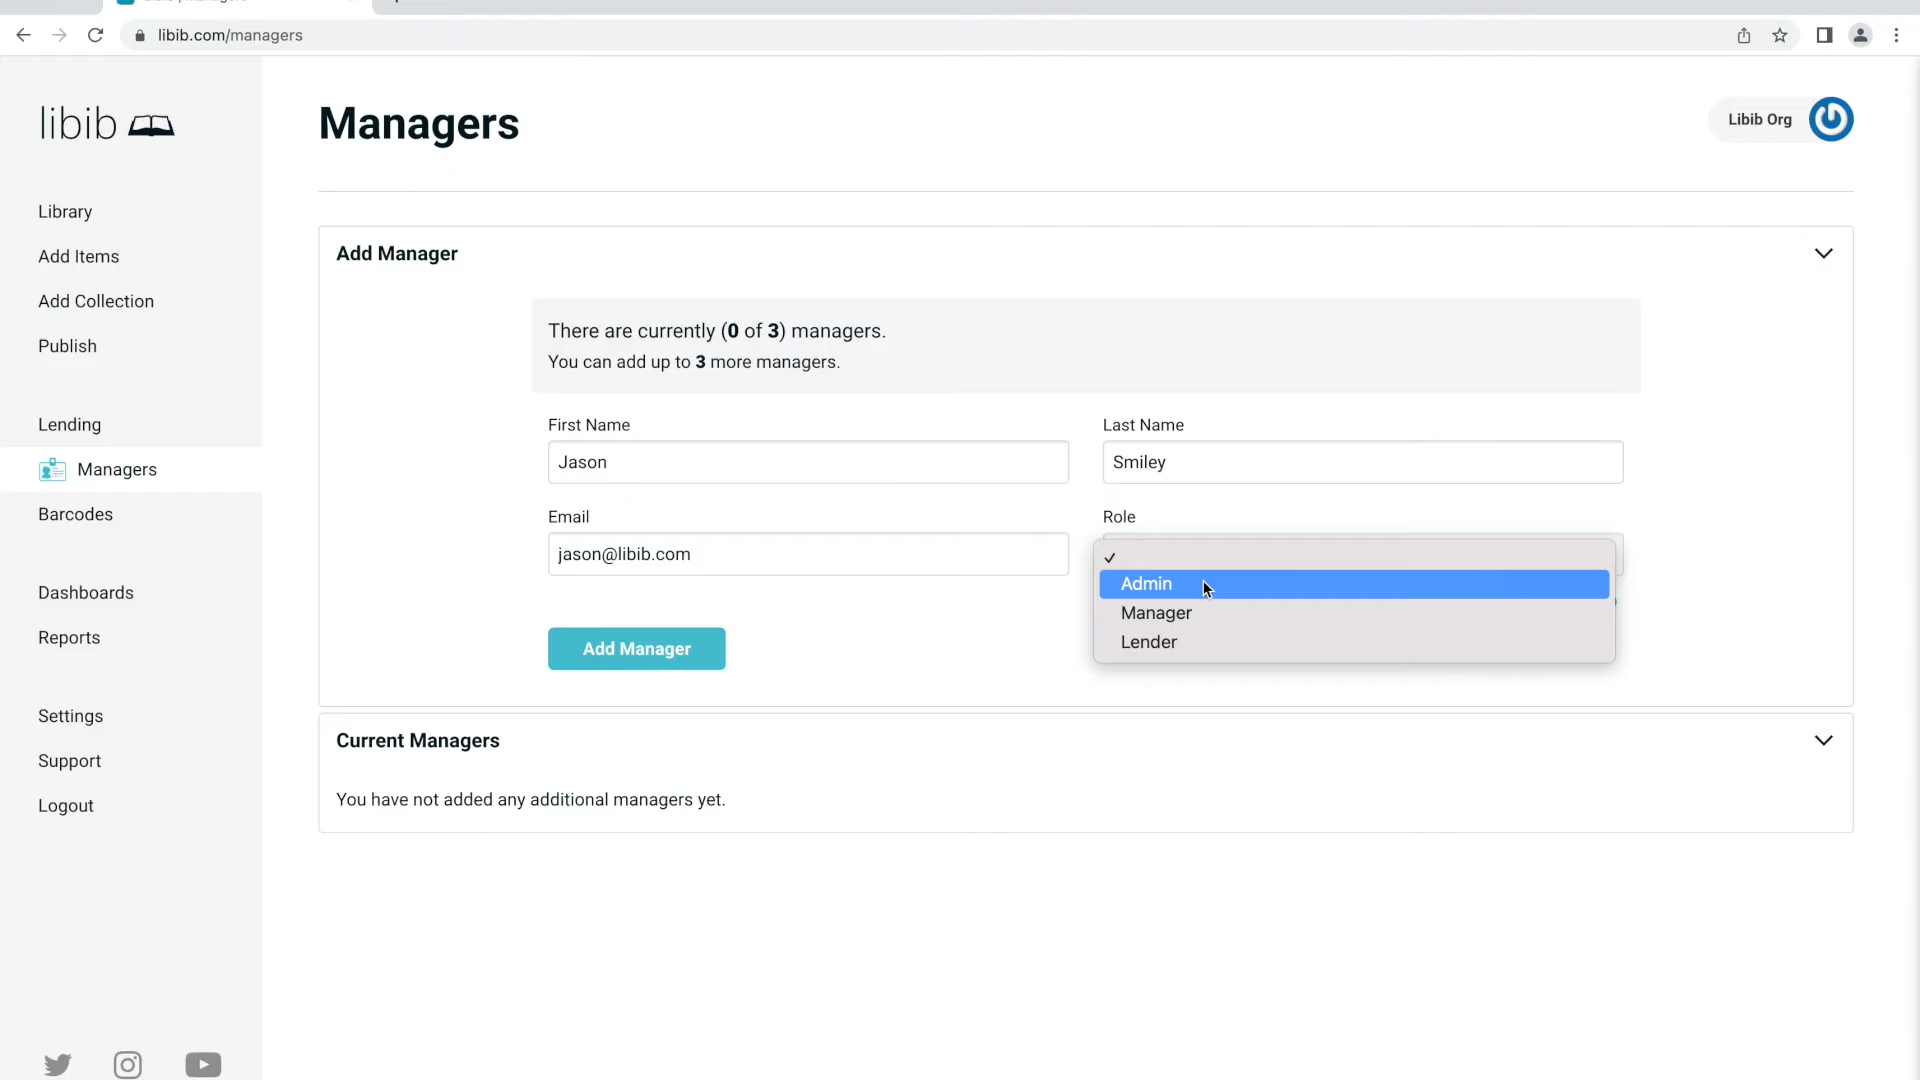 libib.com/managers
libib
Managers
Libib Org
Library
Add Items
Add Collection
Publish
Lending
Managers
Barcodes
Dashboards
Reports
Settings
Support
Logout
Add Manager
There are currently (0 of 3) managers.
You can add up to 3 more managers.
First Name
Last Name
Jason
Smiley
Email
Role
jason@libib.com
Admin
Manager
Lender
Add Manager
Current Managers
You have not added any additional managers yet.